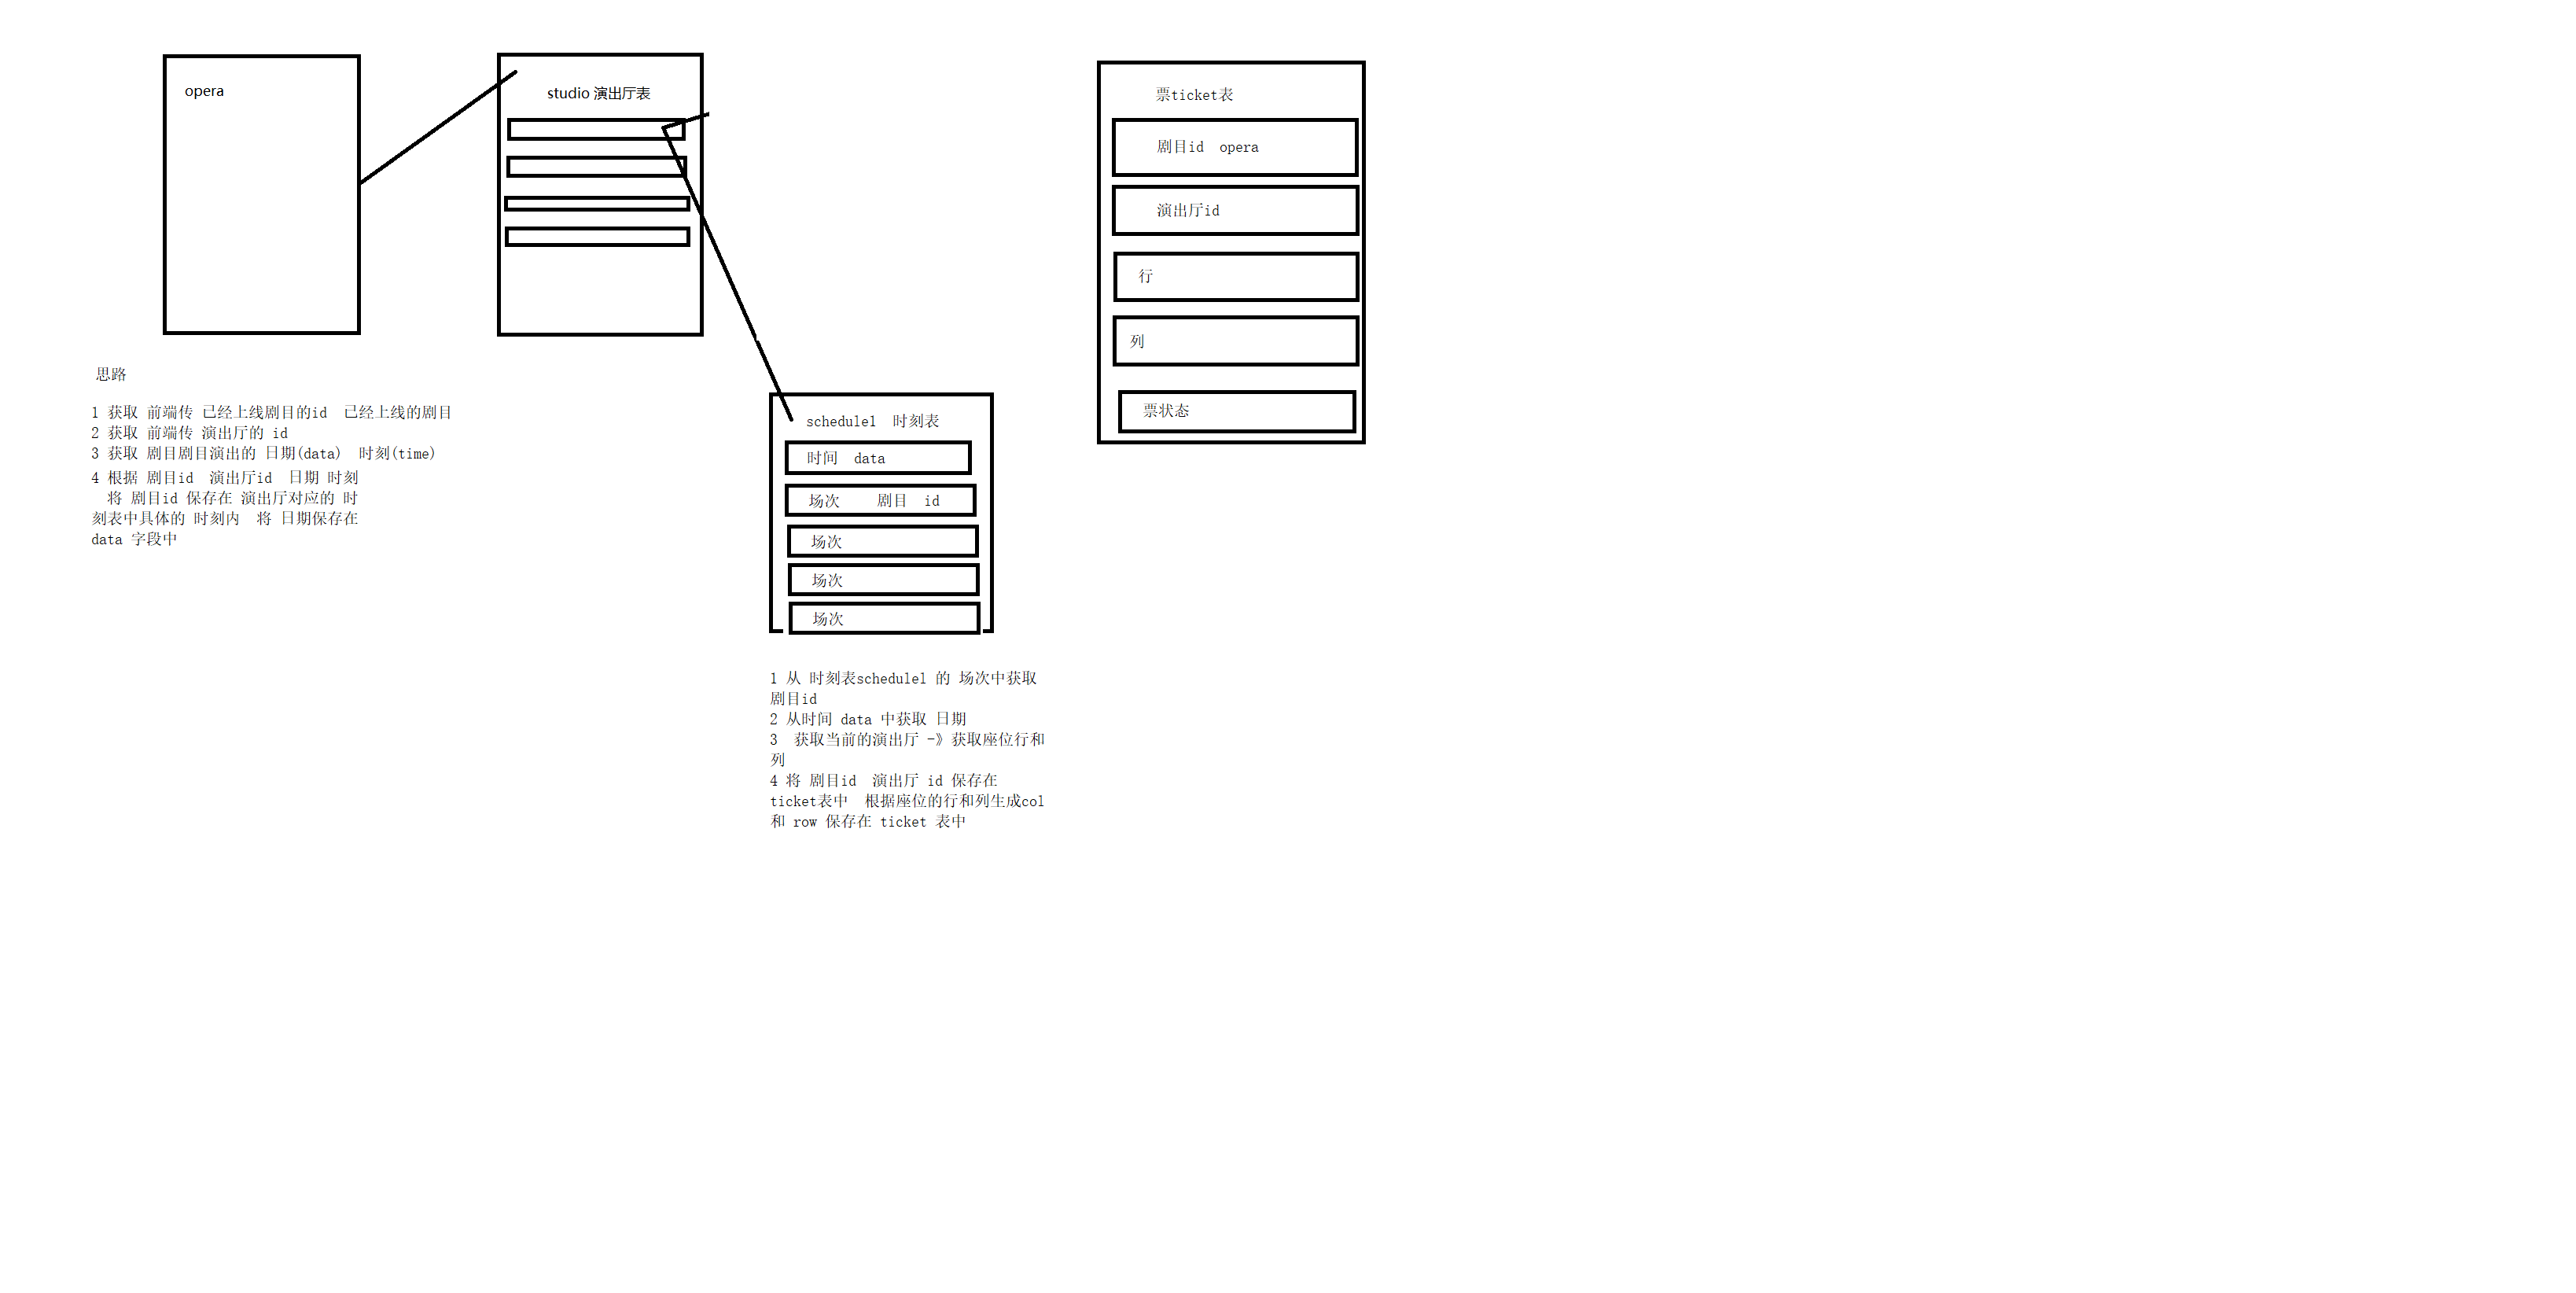 opera
studio 演出厅表
票ticket表
剧目id opera
演出厅id
行
列
票状态
思路
1 获取 前端传 已经上线剧目的id 已经上线的剧目
2 获取 前端传 演出厅的 id
3 获取 剧目剧目演出的 日期(data) 时刻(time)
4 根据 剧目id 演出厅id 日期 时刻
将 剧目id 保存在 演出厅对应的 时
刻表中具体的 时刻内 将 日期保存在
data 字段中
schedule1 时刻表
时间 data
场次 剧目 id
场次
场次
场次
1 从 时刻表schedule1 的 场次中获取
剧目id
2 从时间 data 中获取 日期
3 获取当前的演出厅 -》获取座位行和
列
4 将 剧目id 演出厅 id 保存在
ticket表中 根据座位的行和列生成col
和 row 保存在 ticket 表中